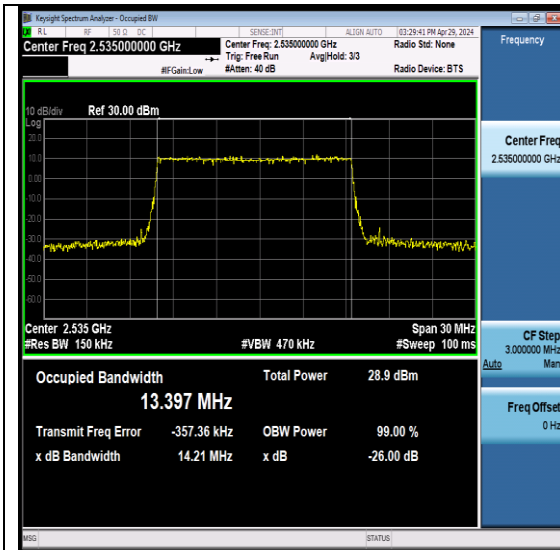 Keysight Spectrum Analyzer - Occupied BW
RL RF 50 Ω DC SENSE:INT ALIGN AUTO 03:29:41 PM Apr 29, 2024
Center Freq 2.535000000 GHz
Center Freq: 2.535000000 GHz
Radio Std: None
Trig: Free Run Avg|Hold: 3/3
#IFGain:Low #Atten: 40 dB Radio Device: BTS
10 dB/div Ref 30.00 dBm
Log
20.0
10.0
0.00
-10.0
-20.0
-30.0
-40.0
-50.0
-60.0
Center 2.535 GHz Span 30 MHz
#Res BW 150 kHz #VBW 470 kHz #Sweep 100 ms
Occupied Bandwidth Total Power 28.9 dBm
13.397 MHz
Transmit Freq Error -357.36 kHz OBW Power 99.00 %
x dB Bandwidth 14.21 MHz x dB -26.00 dB
MSG STATUS
Frequency
Center Freq
2.535000000 GHz
CF Step
3.000000 MHz
Auto Man
Freq Offset
0 Hz